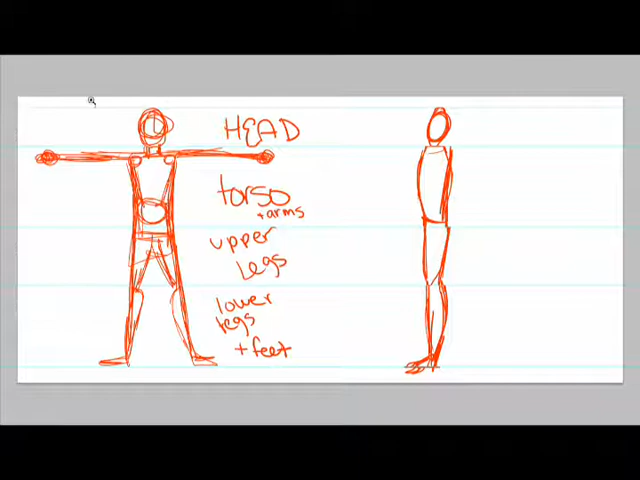 HEAD
torso
+arms
upper
Legs
lower
legs
+feet